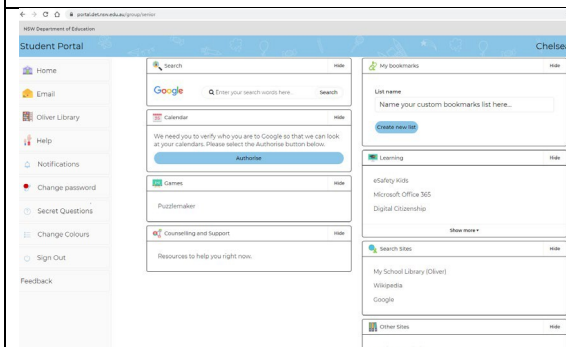 portal.det.nsw.edu.au/group/senior
NSW Department of Education
Student Portal
Chelsea
Home
Email
Oliver Library
Help
Notifications
Change password
Secret Questions
Change Colours
Sign Out
Feedback
Search Hide
Google Enter your search words here... Search
Calendar Hide
We need you to verify who you are to Google so that we can look
at your calendars. Please select the Authorise button below.
Authorise
Games Hide
Puzzlemaker
Counselling and Support Hide
Resources to help you right now.
My bookmarks Hide
List name
Name your custom bookmarks list here...
Create new list
Learning Hide
eSafety Kids
Microsoft Office 365
Digital Citizenship
Show more
Search Sites Hide
My School Library (Oliver)
Wikipedia
Google
Other Sites Hide